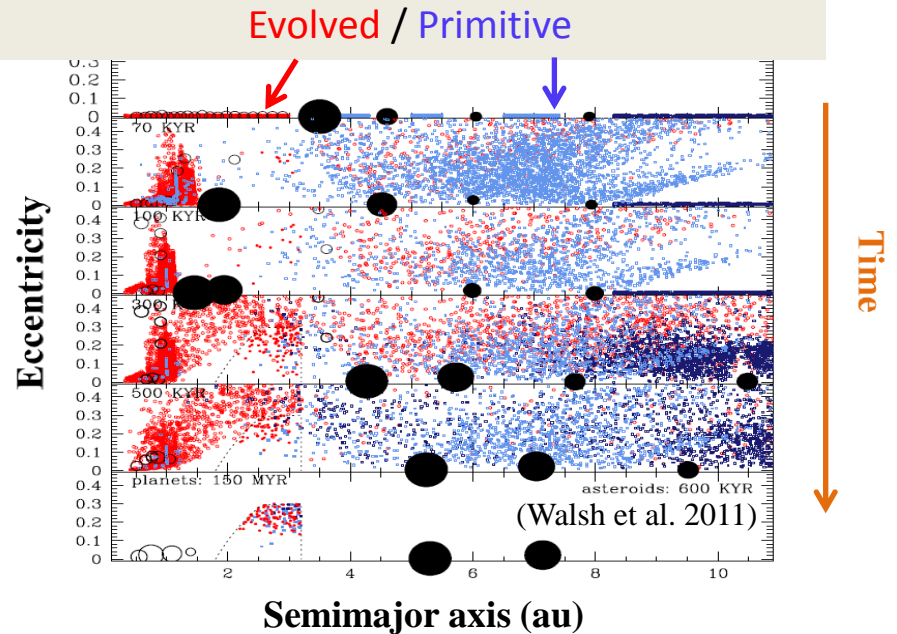 Evolved / Primitive
0.3
0.2
0.1
0
70 KYR
0.4
0.3
0.2
0.1
0
100 KYR
0.4
0.3
0.2
0.1
0
300 KYR
0.4
0.3
0.2
0.1
0
500 KYR
0.4
0.3
0.2
0.1
0
planets: 150 MYR
asteroids: 600 KYR
(Walsh et al. 2011)
0.4
0.3
0.2
0.1
0
2 4 6 8 10
Eccentricity
Semimajor axis (au)
Time